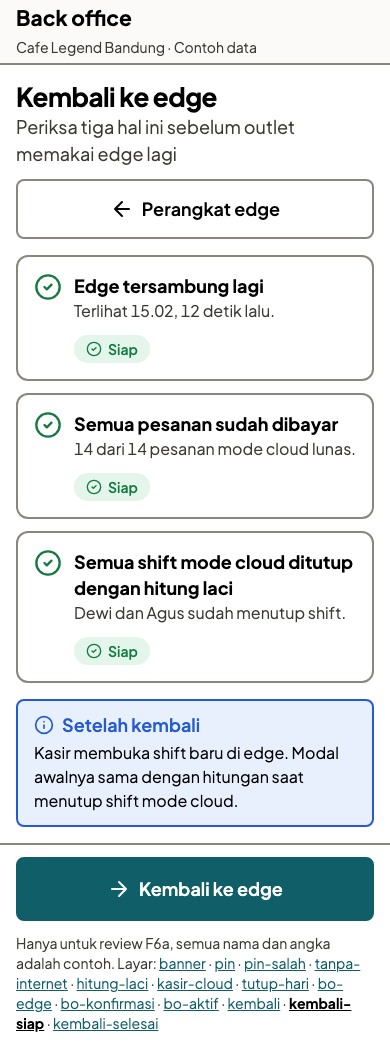 Back office
Cafe Legend Bandung · Contoh data
Kembali ke edge
Periksa tiga hal ini sebelum outlet
memakai edge lagi
← Perangkat edge
Edge tersambung lagi
Terlihat 15.02, 12 detik lalu.
Siap
Semua pesanan sudah dibayar
14 dari 14 pesanan mode cloud lunas.
Siap
Semua shift mode cloud ditutup
dengan hitung laci
Dewi dan Agus sudah menutup shift.
Siap
Setelah kembali
Kasir membuka shift baru di edge. Modal
awalnya sama dengan hitungan saat
menutup shift mode cloud.
→ Kembali ke edge
Hanya untuk review F6a, semua nama dan angka
adalah contoh. Layar: banner · pin · pin-salah · tanpa-
internet · hitung-laci · kasir-cloud · tutup-hari · bo-
edge · bo-konfirmasi · bo-aktif · kembali · kembali-
siap · kembali-selesai